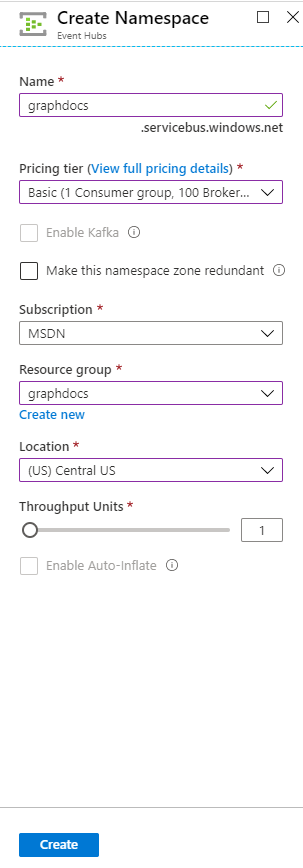 Create Namespace
Event Hubs
Name *
graphdocs
.servicebus.windows.net
Pricing tier (View full pricing details) *
Basic (1 Consumer group, 100 Broker...
Enable Kafka
Make this namespace zone redundant
Subscription *
MSDN
Resource group *
graphdocs
Create new
Location *
(US) Central US
Throughput Units *
1
Enable Auto-Inflate
Create